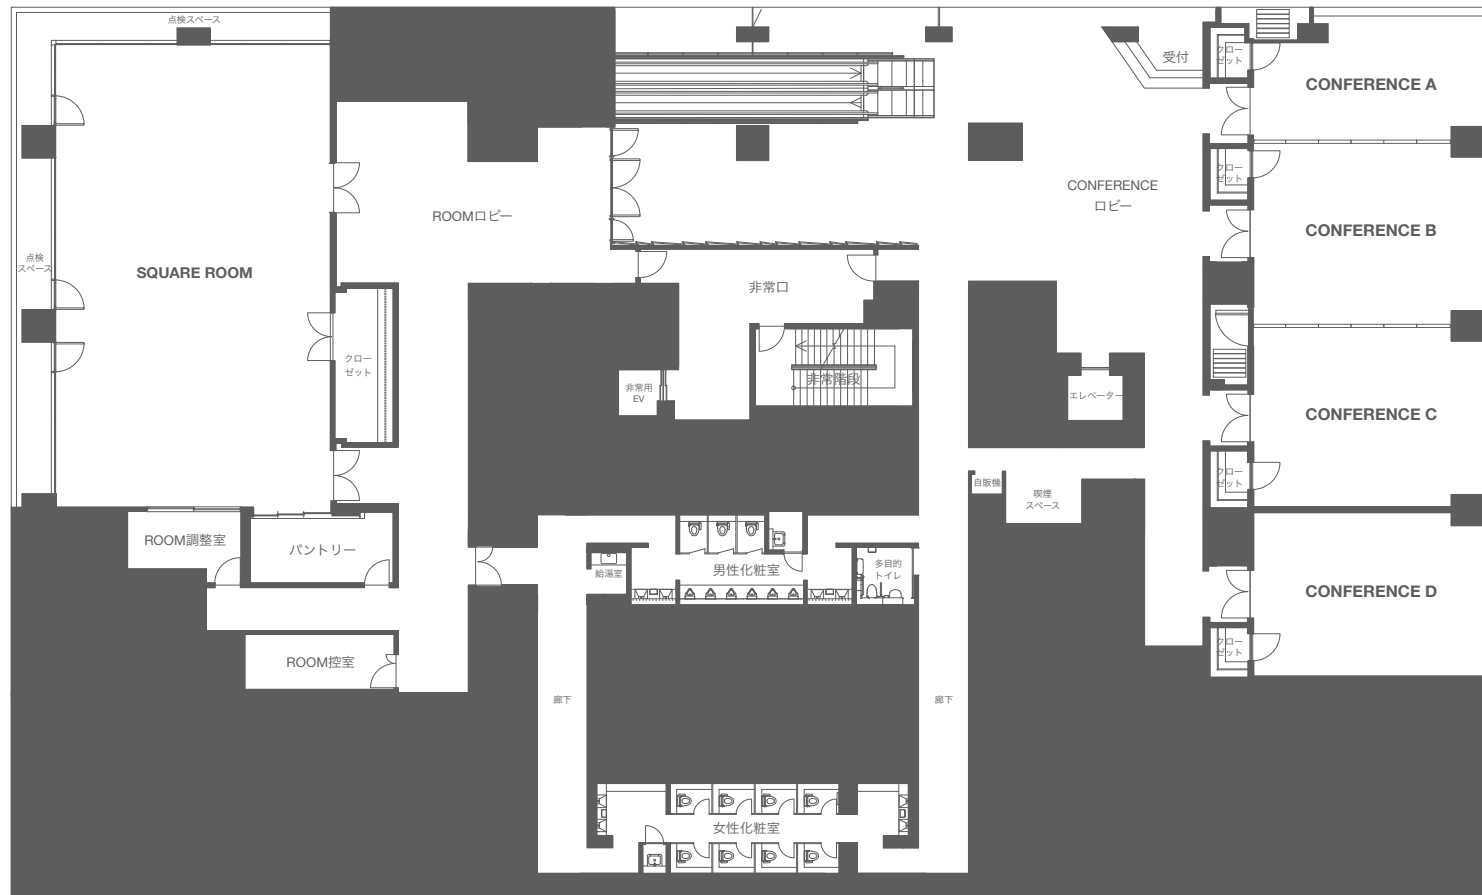 点検スペース
受付
クロー
ゼット
CONFERENCE A
クロー
ゼット
CONFERENCE
ロビー
ROOMロビー
CONFERENCE B
点検
スペース
SQUARE ROOM
非常口
クロー
ゼット
非常用
EV
非常階段
エレベーター
CONFERENCE C
クロー
ゼット
自販機
喫煙
スペース
ROOM調整室
パントリー
給湯室
男性化粧室
多目的
トイレ
CONFERENCE D
クロー
ゼット
ROOM控室
廊下
廊下
女性化粧室